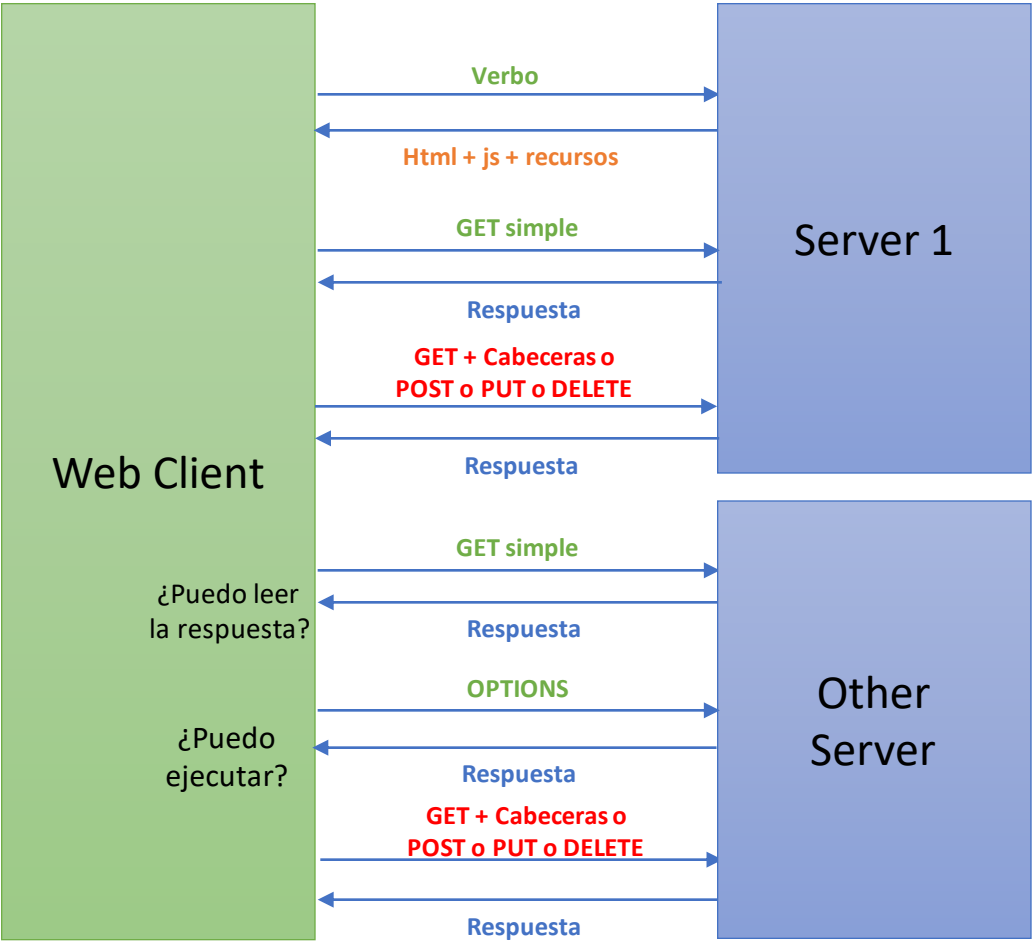 Verbo
Html + js + recursos
GET simple
Server 1
Respuesta
GET + Cabeceras o
POST o PUT o DELETE
Respuesta
Web Client
GET simple
¿Puedo leer
la respuesta?
Respuesta
OPTIONS
Other
Server
¿Puedo
ejecutar?
Respuesta
GET + Cabeceras o
POST o PUT o DELETE
Respuesta